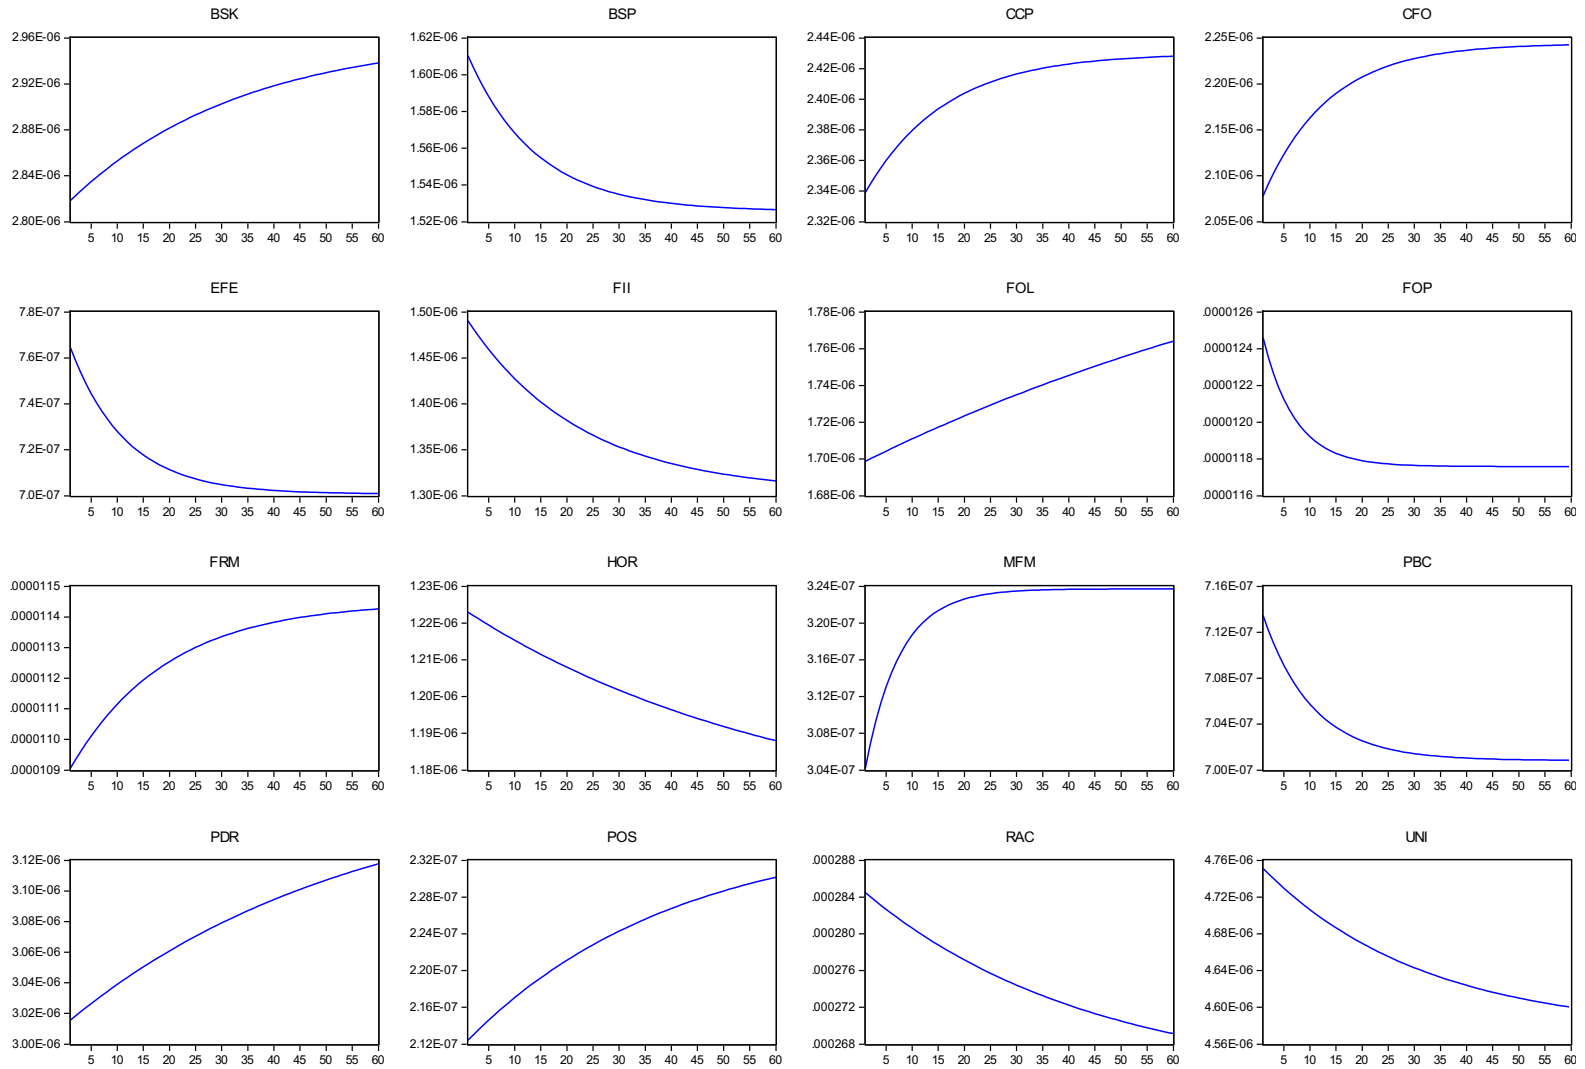 BSK BSP CCP CFO
2.96E-06 1.62E-06 2.44E-06 2.25E-06
2.92E-06 1.60E-06 2.42E-06 2.20E-06
2.88E-06 1.58E-06 2.40E-06 2.15E-06
2.84E-06 1.56E-06 2.38E-06 2.10E-06
2.80E-06 1.54E-06 2.36E-06 2.05E-06
1.52E-06 2.34E-06
2.32E-06
5 10 15 20 25 30 35 40 45 50 55 60 5 10 15 20 25 30 35 40 45 50 55 60 5 10 15 20 25 30 35 40 45 50 55 60 5 10 15 20 25 30 35 40 45 50 55 60
EFE FII FOL FOP
7.8E-07 1.50E-06 1.78E-06 .0000126
7.6E-07 1.45E-06 1.76E-06 .0000124
7.4E-07 1.40E-06 1.74E-06 .0000122
7.2E-07 1.35E-06 1.72E-06 .0000120
7.0E-07 1.30E-06 1.70E-06 .0000118
1.68E-06 .0000116
5 10 15 20 25 30 35 40 45 50 55 60 5 10 15 20 25 30 35 40 45 50 55 60 5 10 15 20 25 30 35 40 45 50 55 60 5 10 15 20 25 30 35 40 45 50 55 60
FRM HOR MFM PBC
.0000115 1.23E-06 3.24E-07 7.16E-07
.0000114 1.22E-06 3.20E-07 7.12E-07
.0000113 1.21E-06 3.16E-07 7.08E-07
.0000112 1.20E-06 3.12E-07 7.04E-07
.0000111 1.19E-06 3.08E-07 7.00E-07
.0000110 1.18E-06 3.04E-07
.0000109
5 10 15 20 25 30 35 40 45 50 55 60 5 10 15 20 25 30 35 40 45 50 55 60 5 10 15 20 25 30 35 40 45 50 55 60 5 10 15 20 25 30 35 40 45 50 55 60
PDR POS RAC UNI
3.12E-06 2.32E-07 .000288 4.76E-06
3.10E-06 2.28E-07 .000284 4.72E-06
3.08E-06 2.24E-07 .000280 4.68E-06
3.06E-06 2.20E-07 .000276 4.64E-06
3.04E-06 2.16E-07 .000272 4.60E-06
3.02E-06 2.12E-07 .000268 4.56E-06
3.00E-06
5 10 15 20 25 30 35 40 45 50 55 60 5 10 15 20 25 30 35 40 45 50 55 60 5 10 15 20 25 30 35 40 45 50 55 60 5 10 15 20 25 30 35 40 45 50 55 60